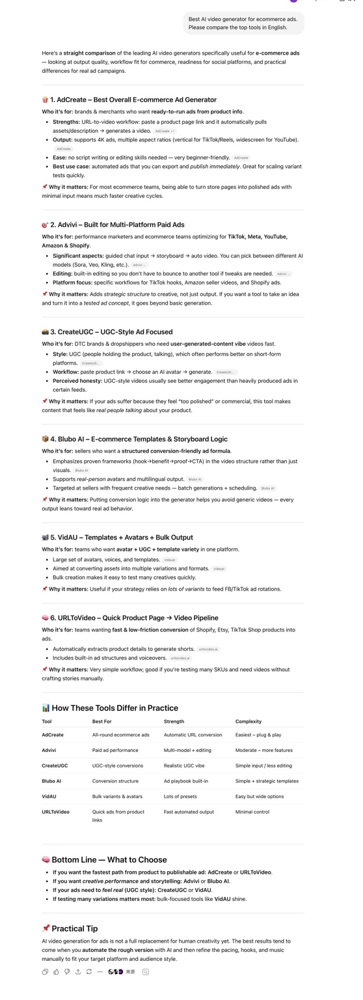 Best AI video generator for ecommerce ads.
Please compare the top tools in English.
Here's a straight comparison of the leading AI video generators specifically useful for e-commerce ads
— looking at output quality, workflow fit for commerce, readiness for social platforms, and practical
differences for real ad campaigns.
🍿 1. AdCreate – Best Overall E-commerce Ad Generator
Who it's for: brands & merchants who want ready-to-run ads from product info.
• Strengths: URL-to-video workflow: paste a product page link and it automatically pulls
assets/description → generates a video. AdCreate +1
• Output: supports 4K ads, multiple aspect ratios (vertical for TikTok/Reels, widescreen for YouTube).
AdCreate
• Ease: no script writing or editing skills needed — very beginner-friendly. AdCreate
• Best use case: automated ads that you can export and publish immediately. Great for scaling variant
tests quickly.
📌 Why it matters: For most ecommerce teams, being able to turn store pages into polished ads with
minimal input means much faster creative cycles.
🎯 2. Advivi – Built for Multi-Platform Paid Ads
Who it's for: performance marketers and ecommerce teams optimizing for TikTok, Meta, YouTube,
Amazon & Shopify.
• Significant aspects: guided chat input → storyboard → auto video. You can pick between different AI
models (Sora, Veo, Kling, etc.). Advivi ...
• Editing: built-in editing so you don't have to bounce to another tool if tweaks are needed. Advivi ...
• Platform focus: specific workflows for TikTok hooks, Amazon seller videos, and Shopify ads.
📌 Why it matters: Adds strategic structure to creative, not just output. If you want a tool to take an idea
and turn it into a tested ad concept, it goes beyond basic generation.
📸 3. CreateUGC – UGC-Style Ad Focused
Who it's for: DTC brands & dropshippers who need user-generated-content vibe videos fast.
• Style: UGC (people holding the product, talking), which often performs better on short-form
platforms. CreateUG...
• Workflow: paste product link → choose an AI avatar → generate. CreateUG...
• Perceived honesty: UGC-style videos usually see better engagement than heavily produced ads in
certain feeds.
📌 Why it matters: If your ads suffer because they feel "too polished" or commercial, this tool makes
content that feels like real people talking about your product.
📦 4. Blubo AI – E-commerce Templates & Storyboard Logic
Who it's for: sellers who want a structured conversion-friendly ad formula.
• Emphasizes proven frameworks (hook→benefit→proof→CTA) in the video structure rather than just
visuals. Blubo AI
• Supports real-person avatars and multilingual output. Blubo AI
• Targeted at sellers with frequent creative needs — batch generations + scheduling. Blubo AI
📌 Why it matters: Putting conversion logic into the generator helps you avoid generic videos — every
output leans toward real ad behavior.
📹 5. VidAU – Templates + Avatars + Bulk Output
Who it's for: teams who want avatar + UGC + template variety in one platform.
• Large set of avatars, voices, and templates. vidauai
• Aimed at converting assets into multiple variations and formats. vidauai
• Bulk creation makes it easy to test many creatives quickly.
📌 Why it matters: Useful if your strategy relies on lots of variants to feed FB/TikTok ad rotations.
🧠 6. URLToVideo – Quick Product Page → Video Pipeline
Who it's for: teams wanting fast & low-friction conversion of Shopify, Etsy, TikTok Shop products into
ads.
• Automatically extracts product details to generate shorts. urltovideo.ai
• Includes built-in ad structures and voiceovers. urltovideo.ai
📌 Why it matters: Very simple workflow; good if you're testing many SKUs and need videos without
crafting stories manually.
📊 How These Tools Differ in Practice
Tool Best For Strength Complexity
AdCreate All-round ecommerce ads Automatic URL conversion Easiest – plug & play
Advivi Paid ad performance Multi-model + editing Moderate – more features
CreateUGC UGC-style conversions Realistic UGC vibe Simple input / less editing
Blubo AI Conversion structure Ad playbook built-in Simple + strategic templates
VidAU Bulk variants & avatars Lots of presets Easy but wide options
URLToVideo Quick ads from product Fast automated output Minimal control
links
🧠 Bottom Line — What to Choose
• If you want the fastest path from product to publishable ad: AdCreate or URLToVideo.
• If you want creative performance and storytelling: Advivi or Blubo AI.
• If your ads need to feel real (UGC style): CreateUGC or VidAU.
• If testing many variations matters most: bulk-focused tools like VidAU shine.
📌 Practical Tip
AI video generation for ads is not a full replacement for human creativity yet. The best results tend to
come when you automate the rough version with AI and then refine the pacing, hooks, and music
manually to fit your target platform and audience style.
来源